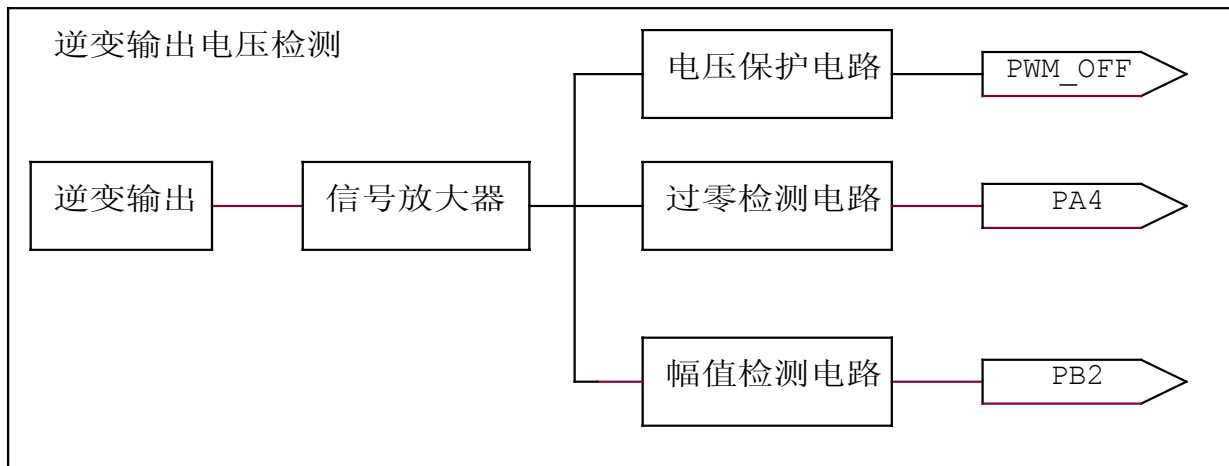 逆变输出电压检测
电压保护电路
PWM_OFF
逆变输出
信号放大器
过零检测电路
PA4
幅值检测电路
PB2